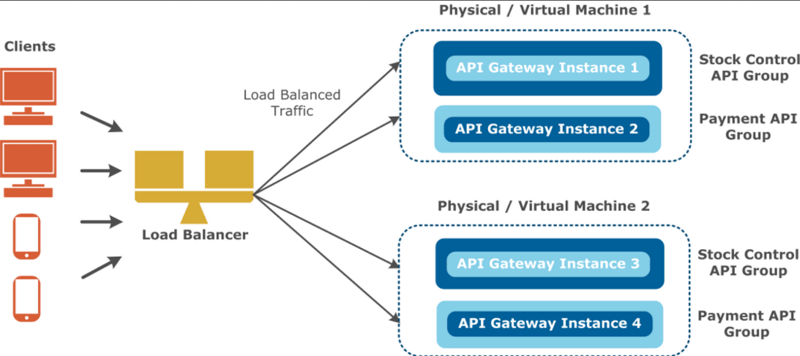 Physical / Virtual Machine 1
Clients
API Gateway Instance 1
Stock Control
API Group
Load Balanced
Traffic
API Gateway Instance 2
Payment API
Group
Load Balancer
Physical / Virtual Machine 2
API Gateway Instance 3
Stock Control
API Group
API Gateway Instance 4
Payment API
Group